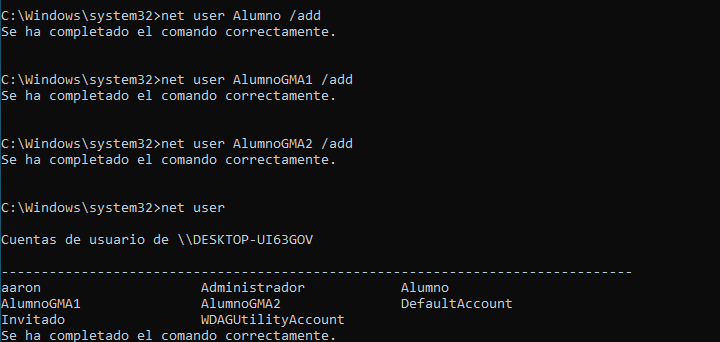 C:\Windows\system32>net user Alumno /add
Se ha completado el comando correctamente.
C:\Windows\system32>net user AlumnoGMA1 /add
Se ha completado el comando correctamente.
C:\Windows\system32>net user AlumnoGMA2 /add
Se ha completado el comando correctamente.
C:\Windows\system32>net user
Cuentas de usuario de \\DESKTOP-UI63GOV
-------------------------------------------------------------------------------
aaron                    Administrador            Alumno
AlumnoGMA1               AlumnoGMA2               DefaultAccount
Invitado                 WDAGUtilityAccount
Se ha completado el comando correctamente.